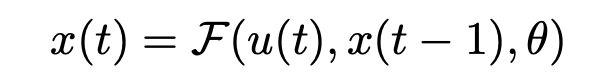 x(t) = ℱ(u(t), x(t − 1), θ)